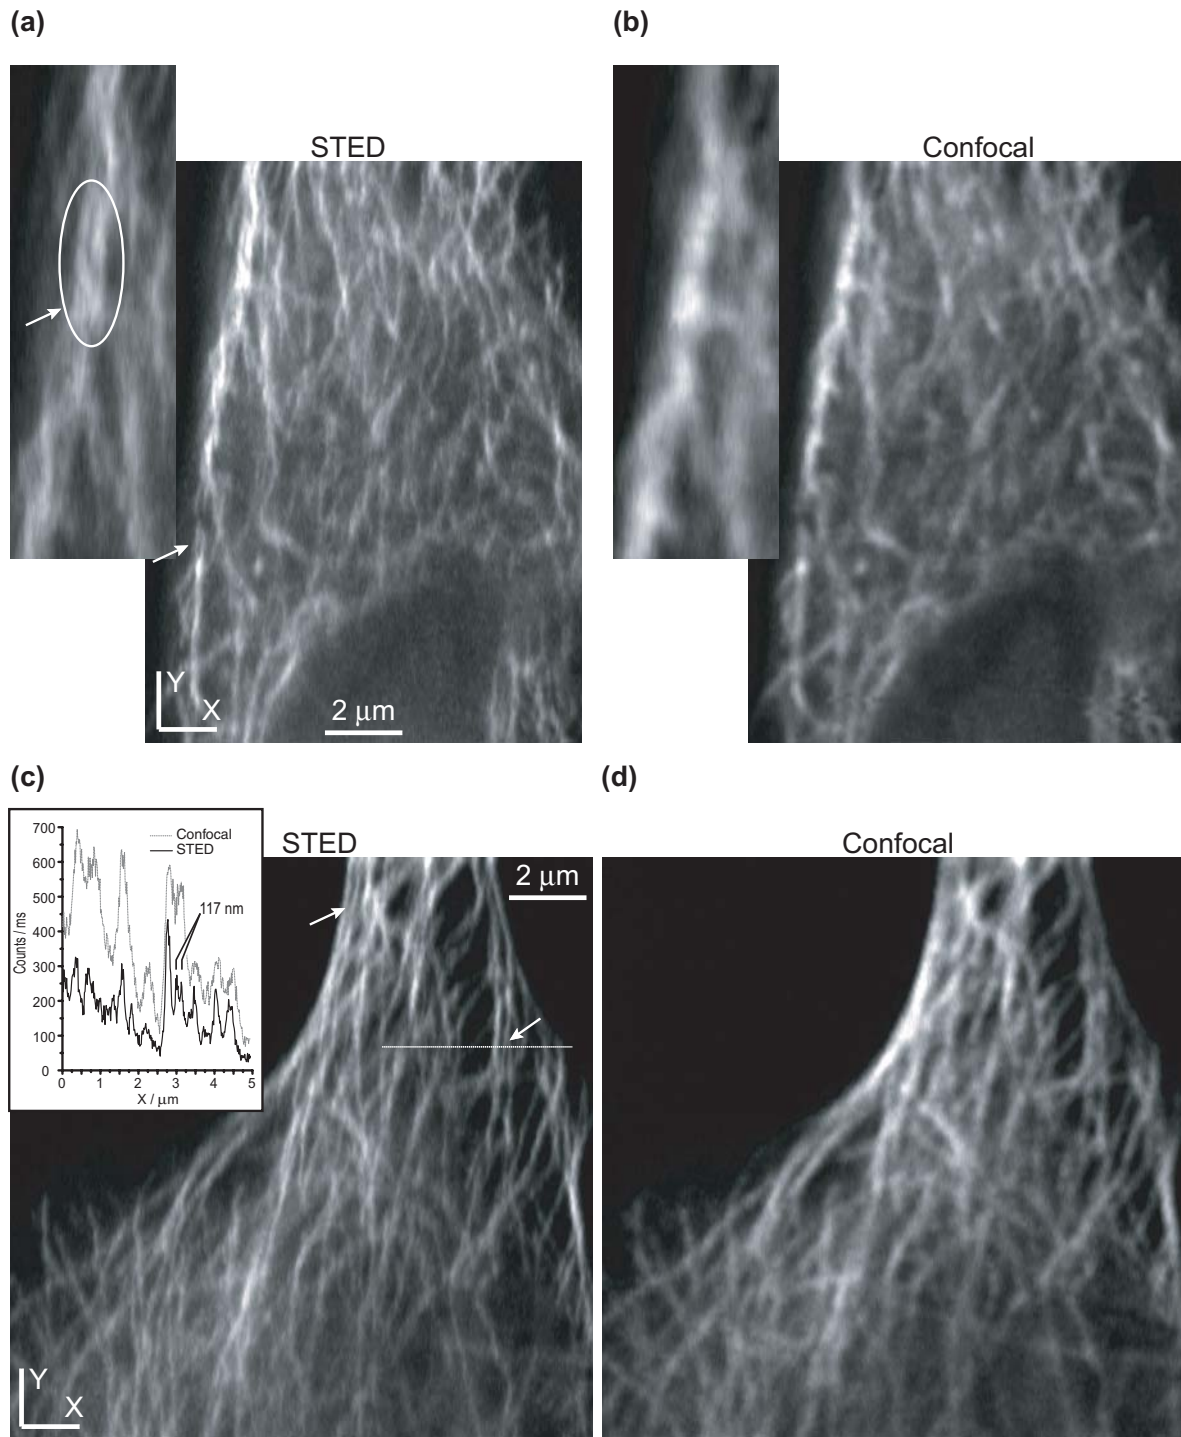 (a)
(b)
STED
Confocal
Y
X
2 μm
(c)
(d)
STED
Confocal
2 μm
700
600
500
400
300
200
100
0
Counts / ms
Confocal
STED
117 nm
0 1 2 3 4 5
X / μm
Y
X